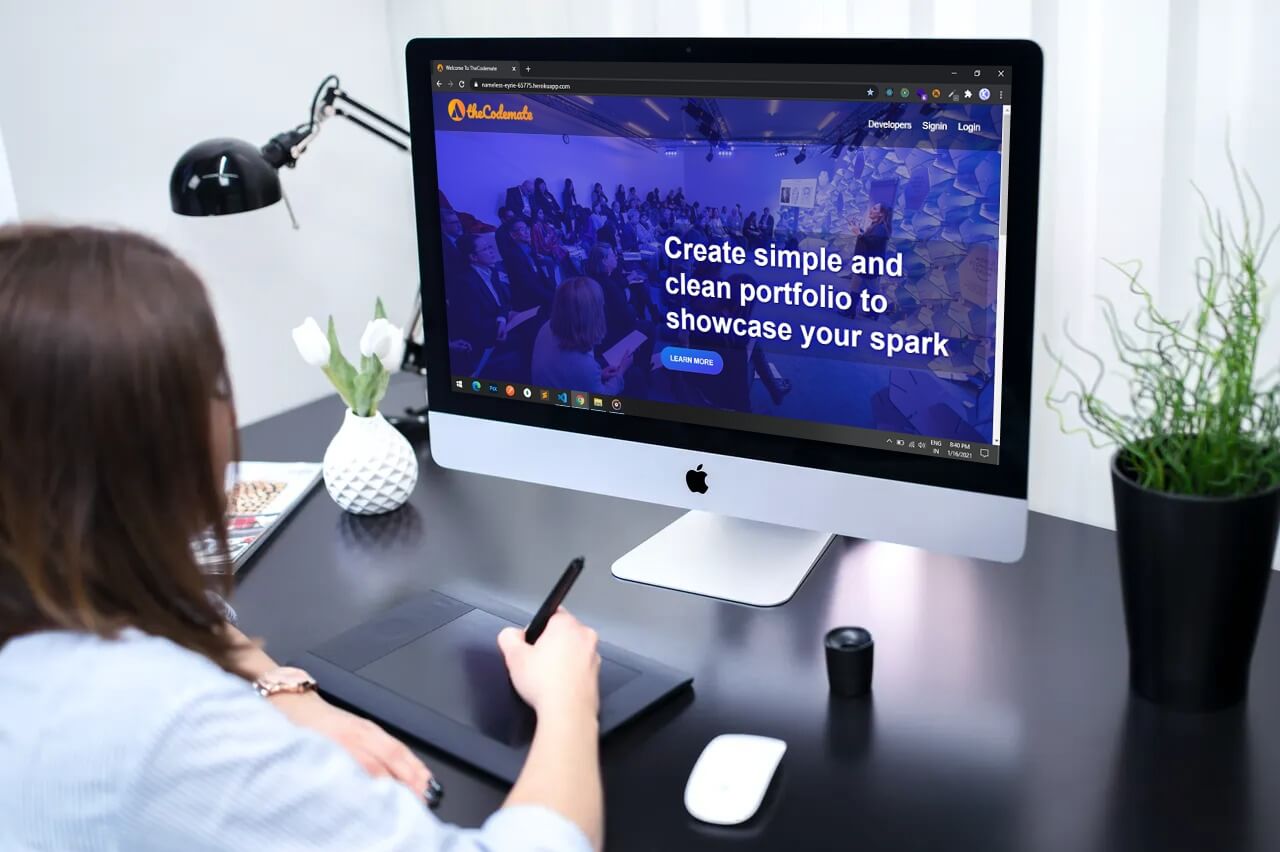 Welcome To TheCodemate
nameless-eyrie-65775.herokuapp.com
theCodemate
Developers Signin Login
Create simple and
clean portfolio to
showcase your spark
LEARN MORE
ENG
IN
8:40 PM
1/16/2021